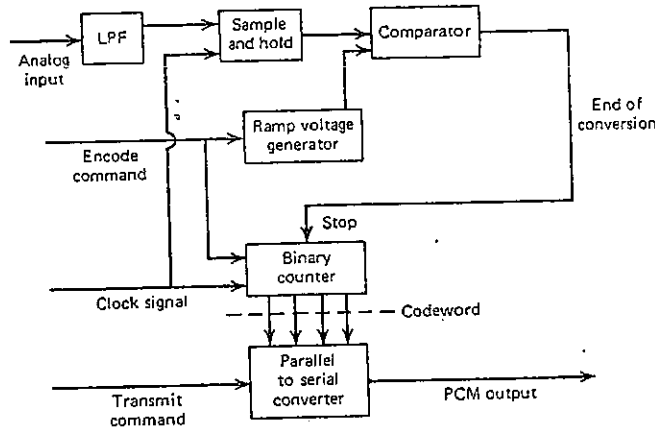 LPF
Sample
and hold
Comparator
Analog
input
Ramp voltage
generator
End of
conversion
Encode
command
Stop
Binary
counter
Clock signal
Codeword
Parallel
to serial
converter
Transmit
command
PCM output